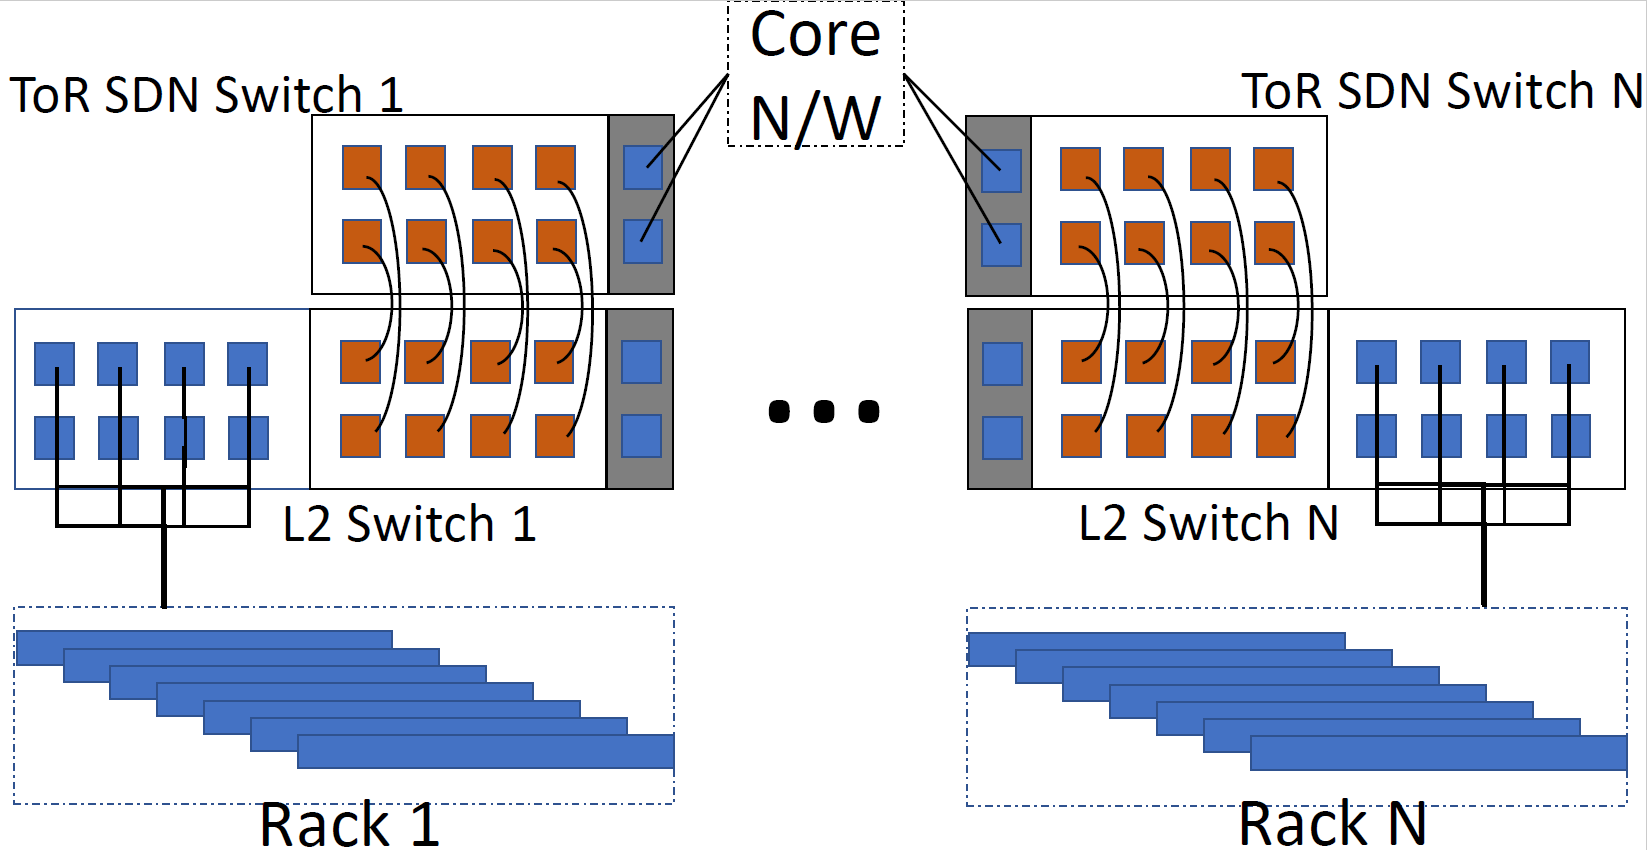 Core
N/W
ToR SDN Switch 1
ToR SDN Switch N
L2 Switch 1
L2 Switch N
Rack 1
Rack N